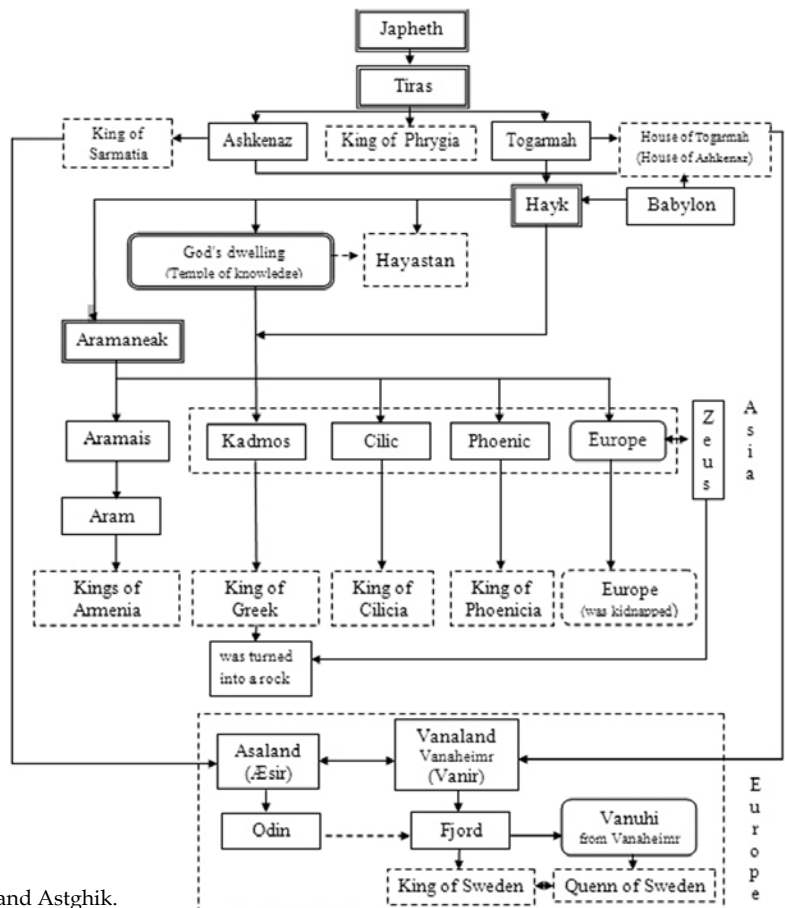 Japheth
Tiras
King of
Sarmatia
Ashkenaz
King of Phrygia
Togarmah
House of Togarmah
(House of Ashkenaz)
Hayk
Babylon
God's dwelling
(Temple of knowledge)
Hayastan
Aramaneak
Aramais
Kadmos
Cilic
Phoenic
Europe
Zeus
Asia
Aram
Kings of
Armenia
King of
Greek
King of
Cilicia
King of
Phoenicia
Europe
(was kidnapped)
was turned
into a rock
Asaland
(Æsir)
Vanaland
Vanaheimr
(Vanir)
Europe
Odin
Fjord
Vanuhi
from Vanaheimr
King of Sweden
Quenn of Sweden
and Astghik.